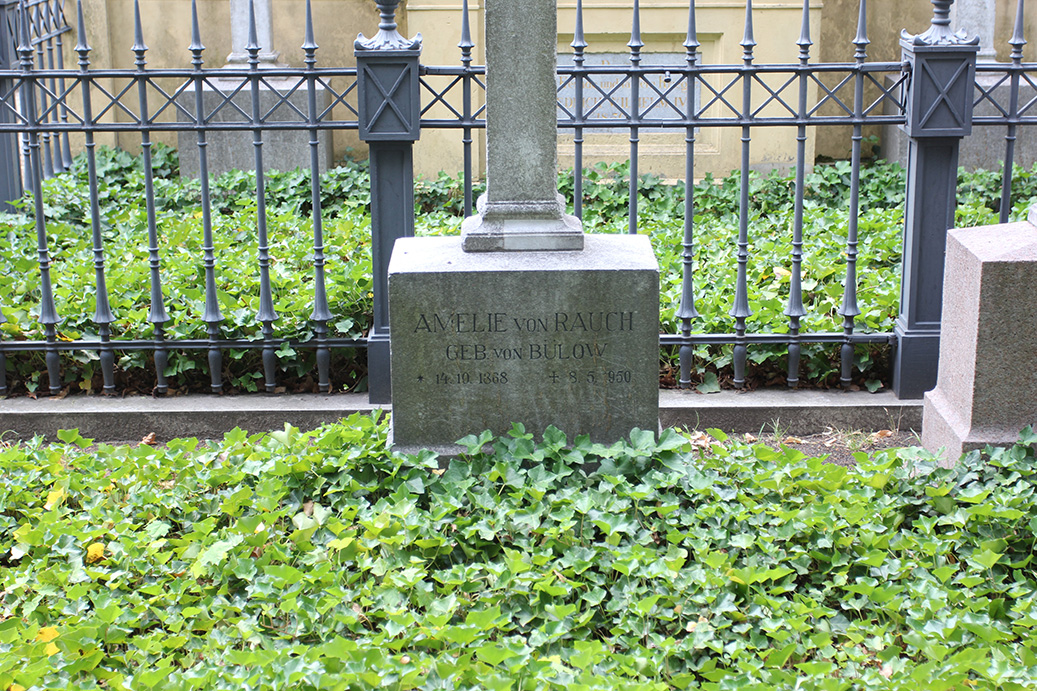 AMELIE VON RAUCH
GEB. VON BÜLOW
* 14.10.1868 ✝ 8.5.1950